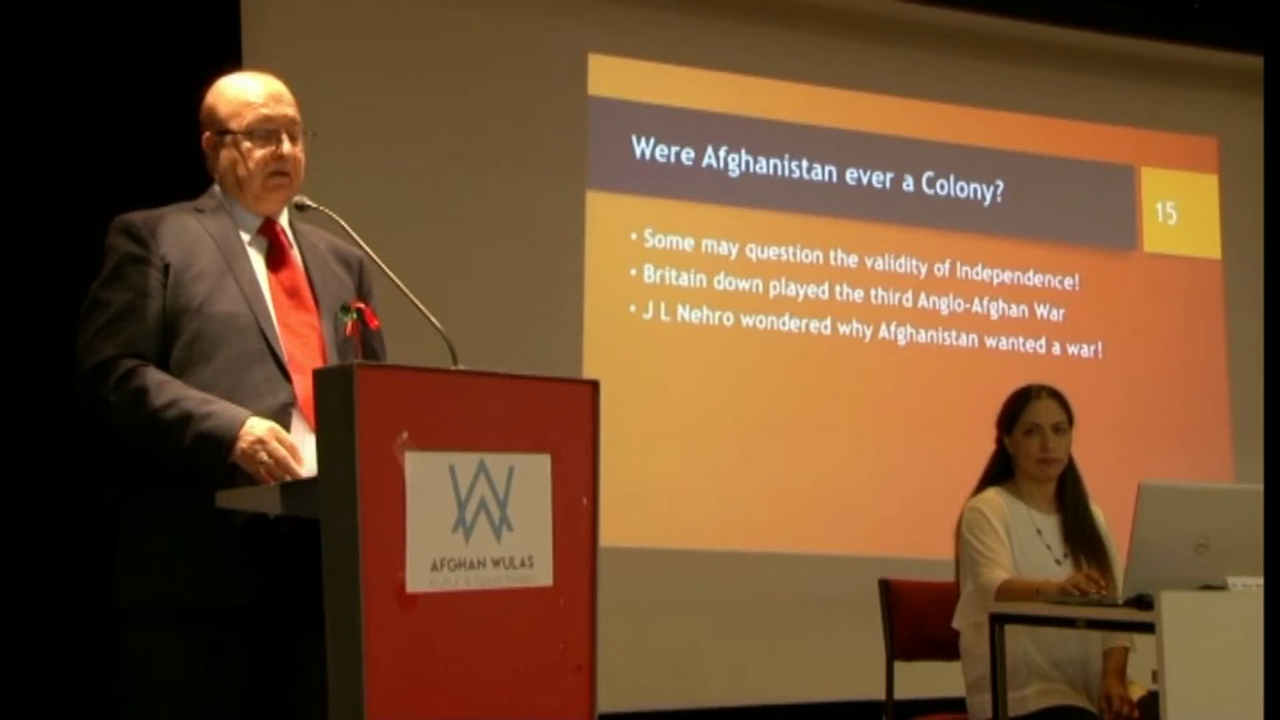 Were Afghanistan ever a Colony?
15
• Some may question the validity of Independence!
• Britain down played the third Anglo-Afghan War
• J L Nehro wondered why Afghanistan wanted a war!
AFGHAN WULAS